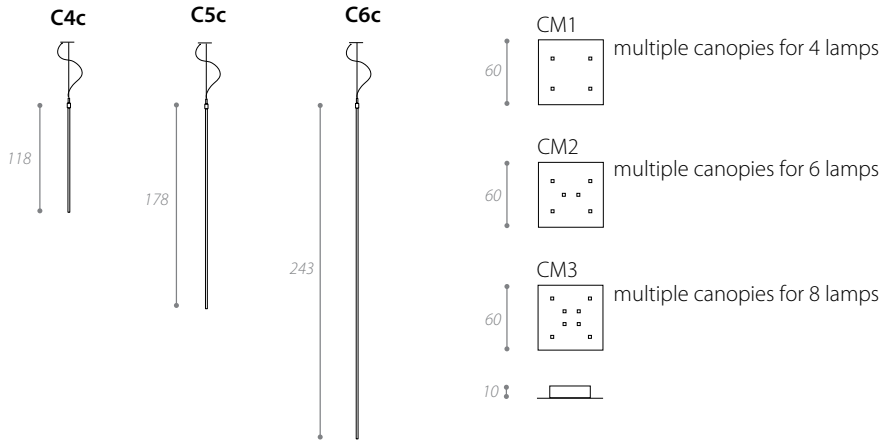 C4c
C5c
C6c
118
178
243
CM1
60
multiple canopies for 4 lamps
CM2
60
multiple canopies for 6 lamps
CM3
60
multiple canopies for 8 lamps
10